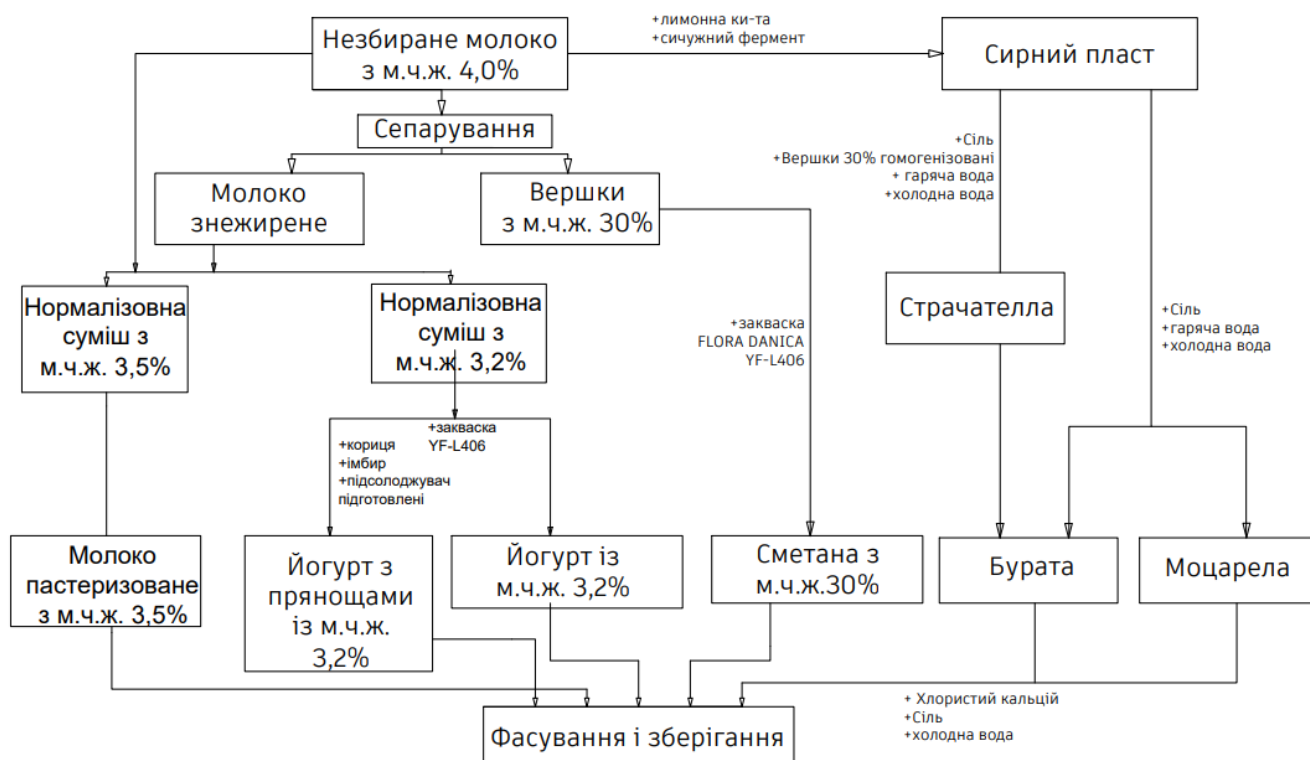 Незбиране молоко
з м.ч.ж. 4,0%
+лимонна ки-та
+сичужний фермент
Сирний пласт
Сепарування
Молоко
знежирене
Вершки
з м.ч.ж. 30%
+Сіль
+Вершки 30% гомогенізовані
+ гаряча вода
+холодна вода
Нормалізовна
суміш з
м.ч.ж. 3,5%
Нормалізовна
суміш з
м.ч.ж. 3,2%
+закваска
FLORA DANICA
YF-L406
Страчателла
+Сіль
+гаряча вода
+холодна вода
+кориця
+імбир
+підсолоджувач
підготовлені
+закваска
YF-L406
Молоко
пастеризоване
з м.ч.ж. 3,5%
Йогурт з
прянощами
із м.ч.ж.
3,2%
Йогурт із
м.ч.ж. 3,2%
Сметана з
м.ч.ж.30%
Бурата
Моцарела
+ Хлористий кальцій
+Сіль
+холодна вода
Фасування і зберігання